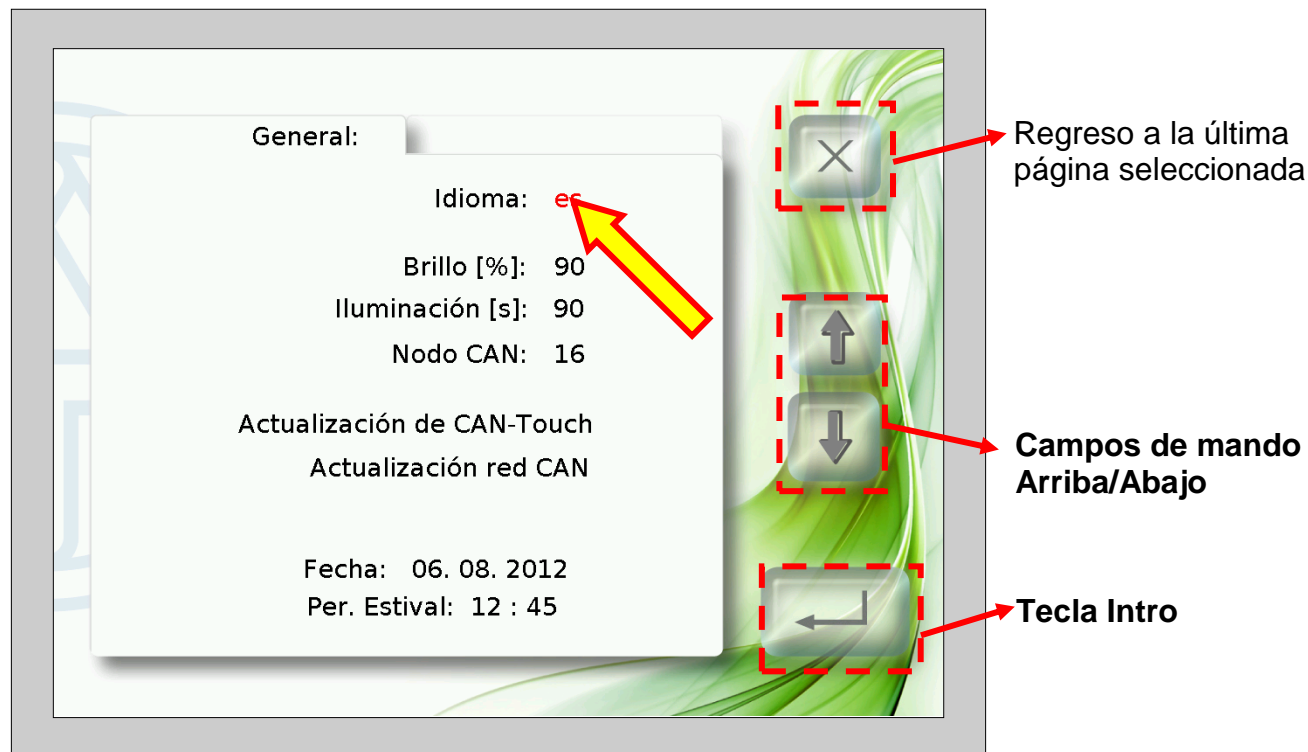 General:
Idioma: es
Brillo [%]: 90
Iluminación [s]: 90
Nodo CAN: 16
Actualización de CAN-Touch
Actualización red CAN
Fecha: 06. 08. 2012
Per. Estival: 12 : 45
Regreso a la última
página seleccionada
Campos de mando
Arriba/Abajo
Tecla Intro